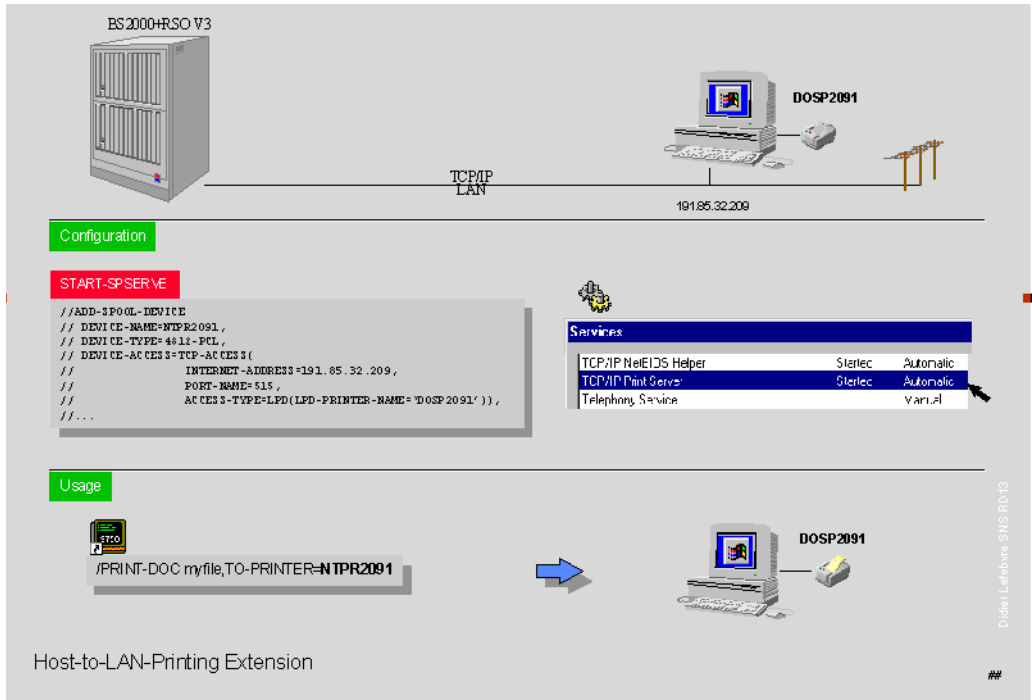 BS2000+RSO V3
DOSP2091
TCP/IP
LAN
191.85.32.209
Configuration
START-SPSERVE
//ADD-SPOOL-DEVICE
// DEVICE-NAME=NTPR2091,
// DEVICE-TYPE=4812-PCL,
// DEVICE-ACCESS=TCP-ACCESS(
// INTERNET-ADDRESS=191.85.32.209,
// PORT-NAME=515,
// ACCESS-TYPE=LPD(LPD-PRINTER-NAME='DOSP2091')),
//...
Services
TCP/IP NetBIOS Helper Started Automatic
TCP/IP Print Server Started Automatic
Telephony Service Manual
Usage
9750
/PRINT-DOC myfile,TO-PRINTER=NTPR2091
DOSP2091
Didier Lefebvre SNS RD13
Host-to-LAN-Printing Extension
##